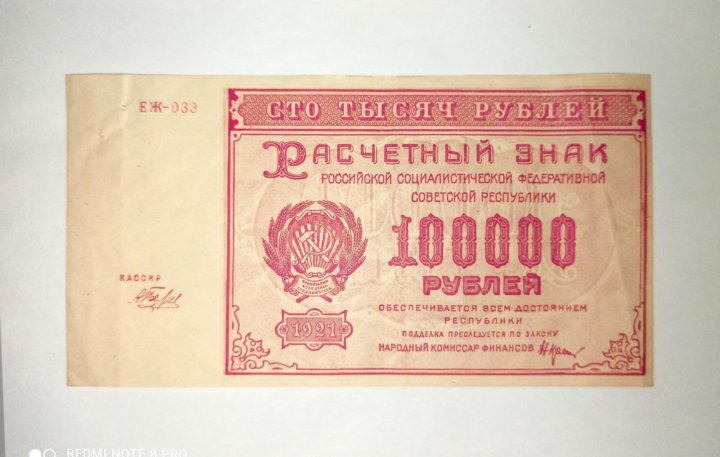 ЕЖ-033
СТО ТЫСЯЧ РУБЛЕЙ
РАСЧЕТНЫЙ ЗНАК
РОССИЙСКОЙ СОЦИАЛИСТИЧЕСКОЙ ФЕДЕРАТИВНОЙ
СОВЕТСКОЙ РЕСПУБЛИКИ
100000
РУБЛЕЙ
КАССИР
ОБЕСПЕЧИВАЕТСЯ ВСЕМ ДОСТОЯНИЕМ
РЕСПУБЛИКИ
1921
ПОДДЕЛКА ПРЕСЛЕДУЕТСЯ ПО ЗАКОНУ
НАРОДНЫЙ КОМИССАР ФИНАНСОВ
REDMI NOTE 8 PRO